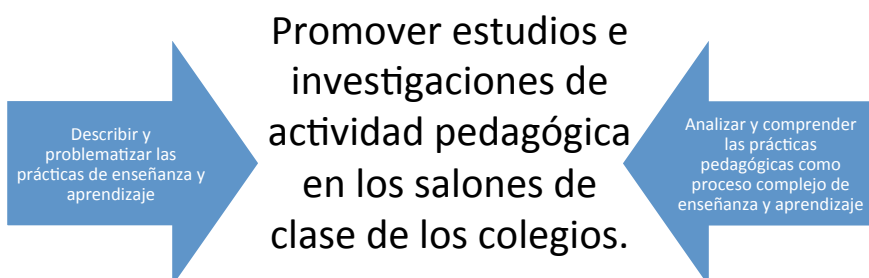 Describir y
problematizar las
prácticas de enseñanza y
aprendizaje
Promover estudios e
investigaciones de
actividad pedagógica
en los salones de
clase de los colegios.
Analizar y comprender
las prácticas
pedagógicas como
proceso complejo de
enseñanza y aprendizaje